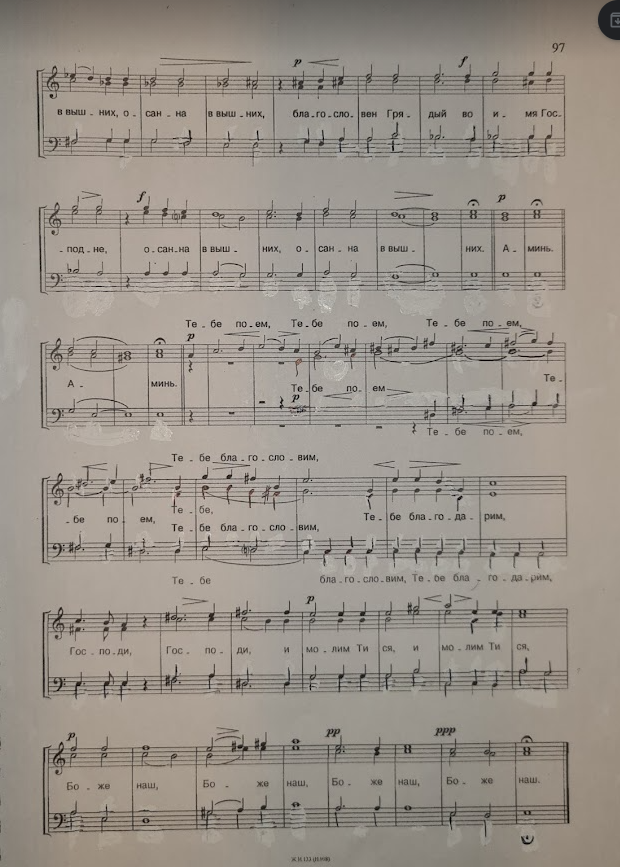 97
p f
в выш - них, о - сан - на в выш - них, бла - го - сло - вен Гря - дый во и - мя Гос -
f p
- под - не, о - сан - на в выш - них, о - сан - на в выш - них. А - минь.
Те - бе по - ем, Те - бе по - ем, Те - бе по - ем,
p
А - минь. Те - бе по - ем Те -
p
Те - бе по - ем,
Те - бе бла - го - сло - вим,
Те - бе,
- бе по - ем, Те - бе бла - го - сло - вим, Те - бе бла - го - да - рим,
Те - бе бла - го - сло - вим, Те - бе бла - го - да - рим,
p
Гос - по - ди, Гос - по - ди, и мо - лим Ти ся, и мо - лим Ти ся,
p pp ppp
Бо - же наш, Бо - же наш, Бо - же наш, Бо - же наш.